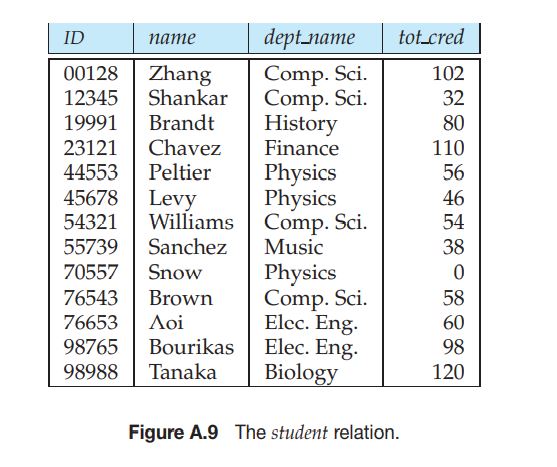 ID name dept_name tot_cred
00128 Zhang Comp. Sci. 102
12345 Shankar Comp. Sci. 32
19991 Brandt History 80
23121 Chavez Finance 110
44553 Peltier Physics 56
45678 Levy Physics 46
54321 Williams Comp. Sci. 54
55739 Sanchez Music 38
70557 Snow Physics 0
76543 Brown Comp. Sci. 58
76653 Aoi Elec. Eng. 60
98765 Bourikas Elec. Eng. 98
98988 Tanaka Biology 120
Figure A.9 The student relation.